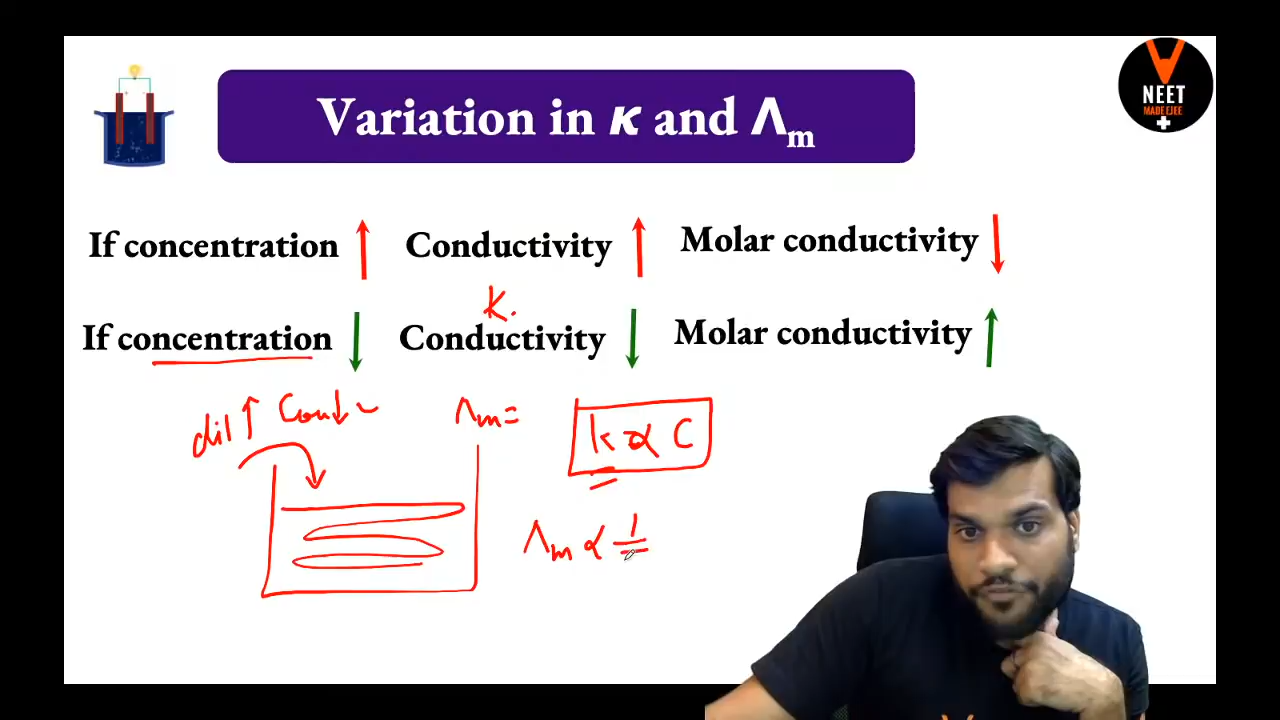 NEET
MADE EJEE
Variation in κ and Λm
If concentration ↑ Conductivity ↑ Molar conductivity ↓
k.
If concentration ↓ Conductivity ↓ Molar conductivity ↑
dil ↑ Con ↓
Λm =
k ∝ C
Λm ∝ 1